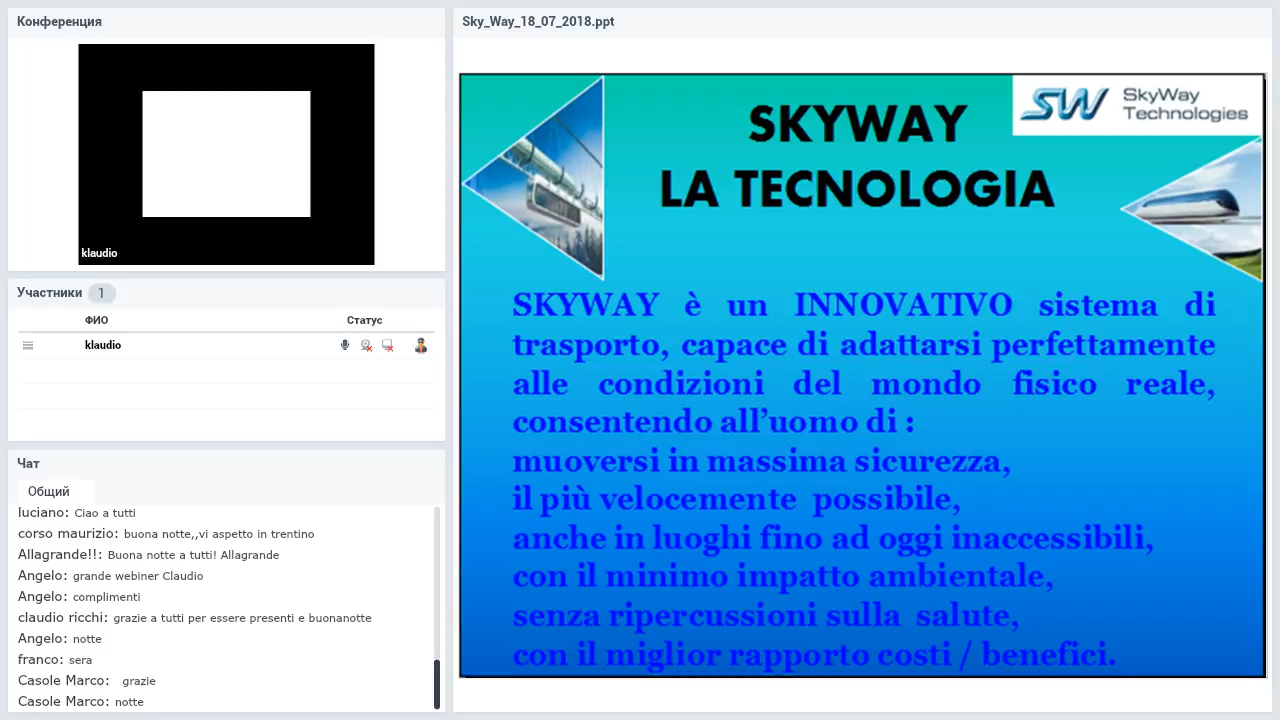 Конференция
klaudio
Участники 1
ФИО Статус
klaudio
Чат
Общий
luciano: Ciao a tutti
corso maurizio: buona notte,,vi aspetto in trentino
Allagrande!!: Buona notte a tutti! Allagrande
Angelo: grande webiner Claudio
Angelo: complimenti
claudio ricchi: grazie a tutti per essere presenti e buonanotte
Angelo: notte
franco: sera
Casole Marco: grazie
Casole Marco: notte
Sky_Way_18_07_2018.ppt
SKYWAY
LA TECNOLOGIA
SW SkyWay
Technologies®
SKYWAY è un INNOVATIVO sistema di
trasporto, capace di adattarsi perfettamente
alle condizioni del mondo fisico reale,
consentendo all’uomo di :
muoversi in massima sicurezza,
il più velocemente possibile,
anche in luoghi fino ad oggi inaccessibili,
con il minimo impatto ambientale,
senza ripercussioni sulla salute,
con il miglior rapporto costi / benefici.